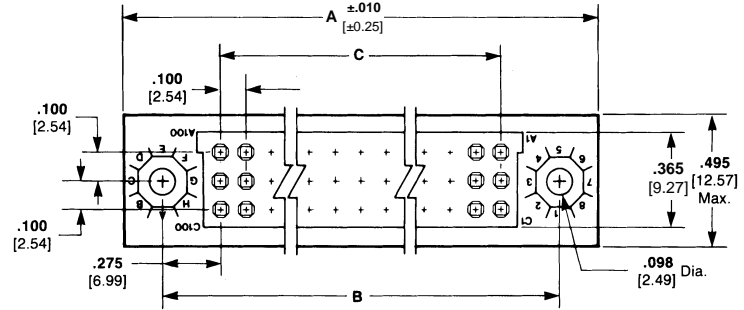 A ±.010
[±0.25]
C
.100
[2.54]
.100
[2.54]
A100
A1
D E F
C G
B H
4 5 6
3 7
2 1 8
C100
C1
.365
[9.27]
.495
[12.57]
Max.
.100
[2.54]
.275
[6.99]
.098 Dia.
[2.49]
B